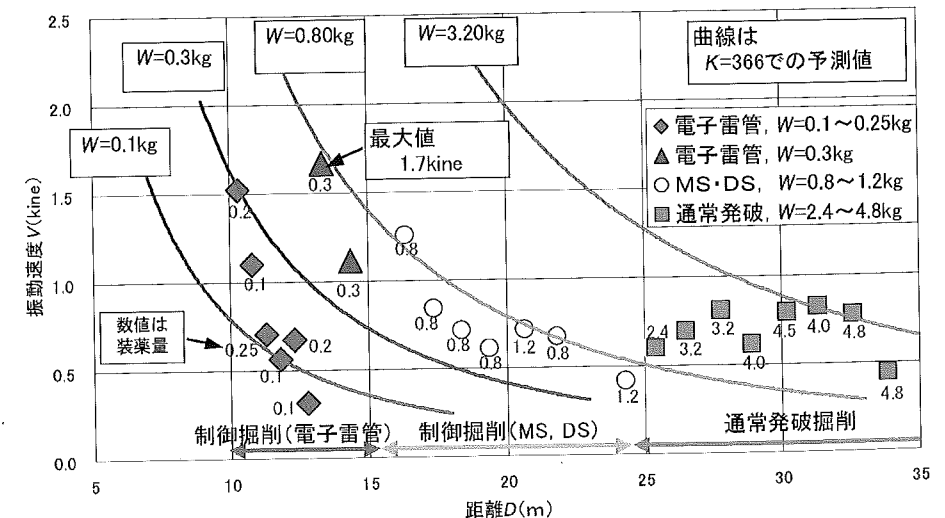 振動速度V(kine)
2.5
2.0
1.5
1.0
0.5
0.0
W=0.1kg
W=0.3kg
W=0.80kg
W=3.20kg
曲線は
K=366での予測値
電子雷管, W=0.1～0.25kg
電子雷管, W=0.3kg
MS・DS, W=0.8～1.2kg
通常発破, W=2.4～4.8kg
最大値
1.7kine
数値は
装薬量
0.2
0.1
0.25
0.1
0.2
0.1
0.3
0.3
0.8
0.8
0.8
0.8
1.2
0.8
1.2
2.4
3.2
3.2
4.0
4.5
4.0
4.8
4.8
制御掘削(電子雷管)
制御掘削(MS, DS)
通常発破掘削
5
10
15
20
25
30
35
距離D(m)